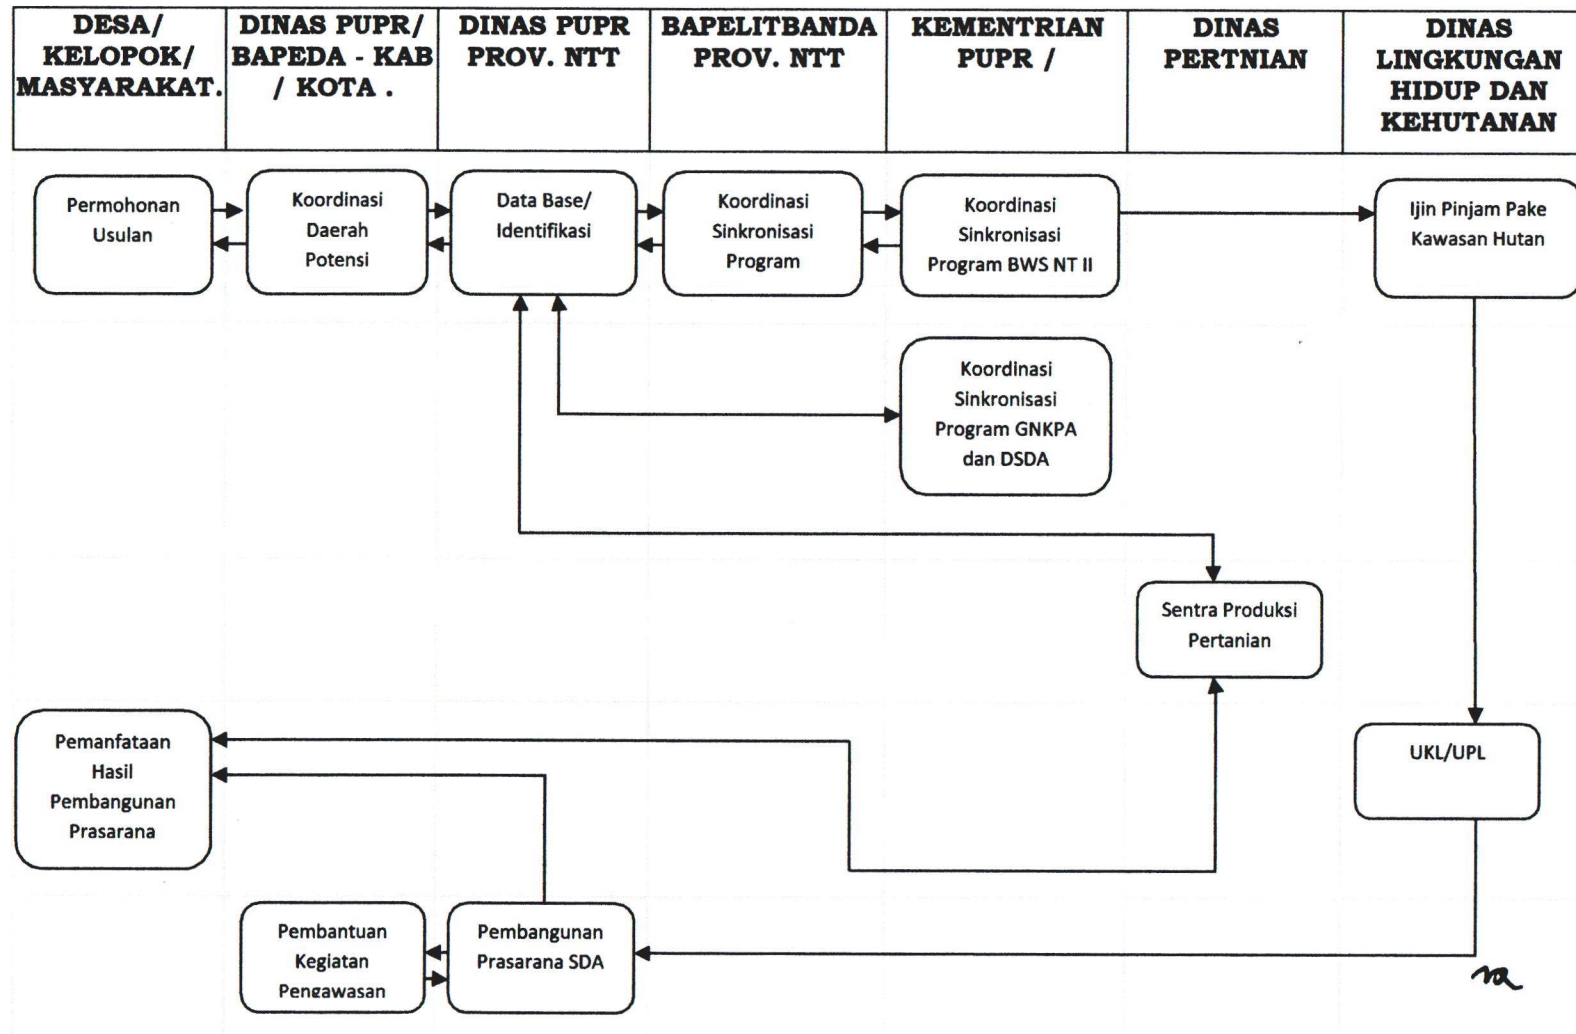 DESA/
KELOPOK/
MASYARAKAT.
DINAS PUPR/
BAPEDA - KAB
/ KOTA .
DINAS PUPR
PROV. NTT
BAPELITBANDA
PROV. NTT
KEMENTRIAN
PUPR /
DINAS
PERTNIAN
DINAS
LINGKUNGAN
HIDUP DAN
KEHUTANAN
Permohonan
Usulan
Koordinasi
Daerah
Potensi
Data Base/
Identifikasi
Koordinasi
Sinkronisasi
Program
Koordinasi
Sinkronisasi
Program BWS NT II
Ijin Pinjam Pake
Kawasan Hutan
Koordinasi
Sinkronisasi
Program GNKPA
dan DSDA
Sentra Produksi
Pertanian
Pemanfataan
Hasil
Pembangunan
Prasarana
UKL/UPL
Pembantuan
Kegiatan
Pengawasan
Pembangunan
Prasarana SDA